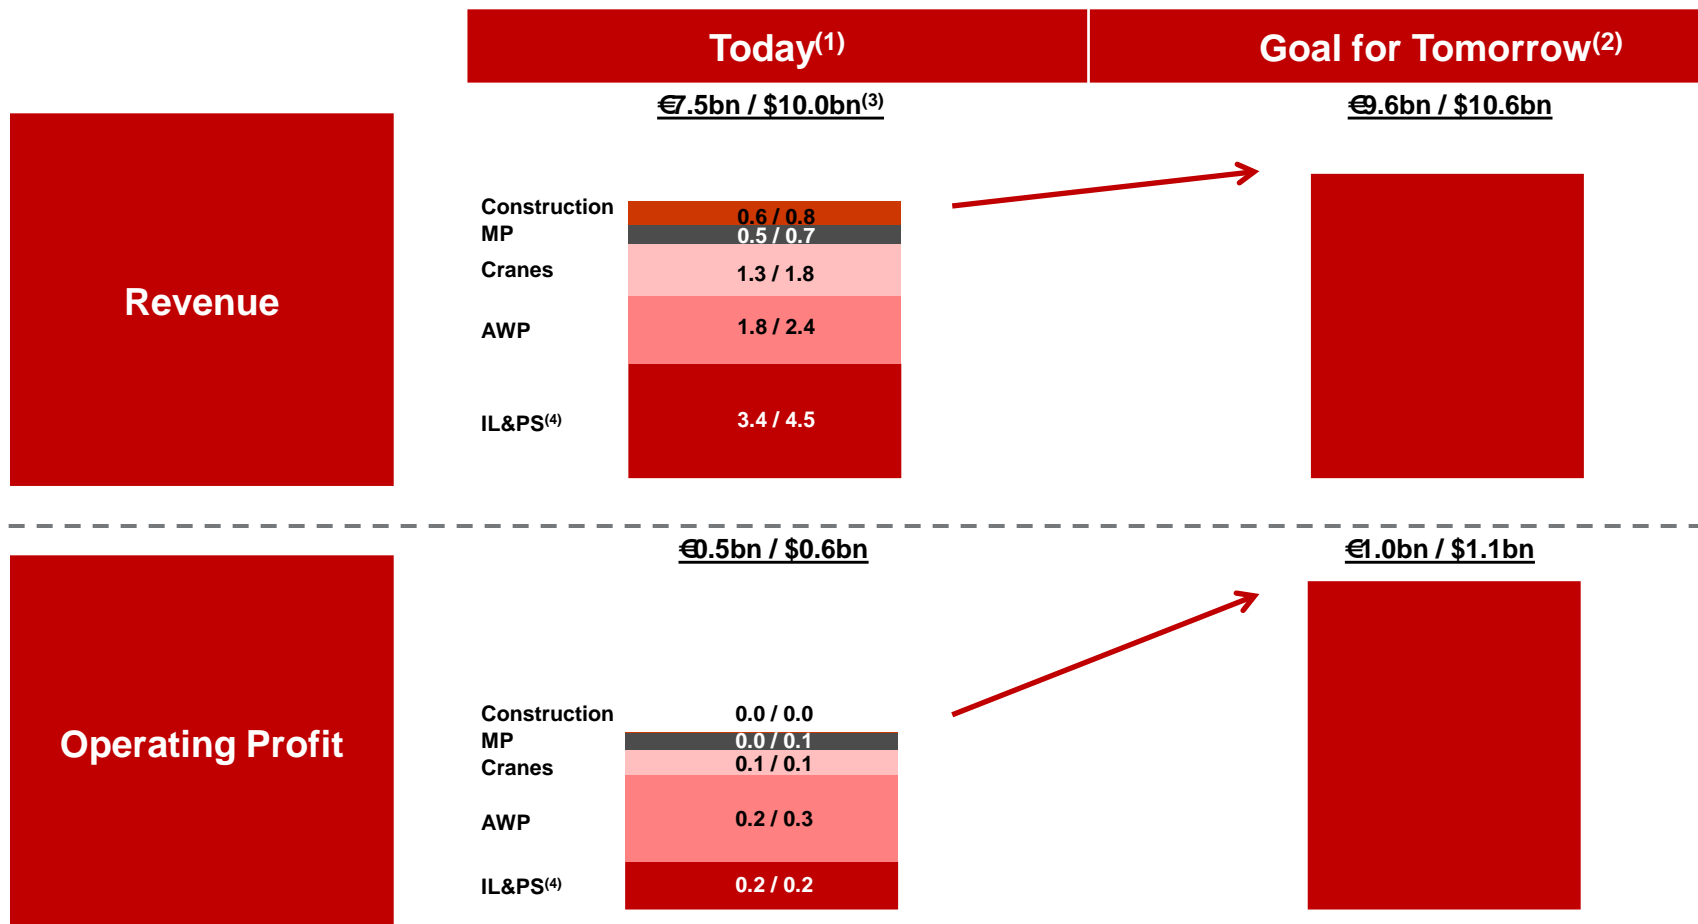 Today(1)
Goal for Tomorrow(2)
€7.5bn / $10.0bn(3)
€9.6bn / $10.6bn
Revenue
Construction 0.6 / 0.8
MP 0.5 / 0.7
Cranes 1.3 / 1.8
AWP 1.8 / 2.4
IL&PS(4) 3.4 / 4.5
€0.5bn / $0.6bn
€1.0bn / $1.1bn
Operating Profit
Construction 0.0 / 0.0
MP 0.0 / 0.1
Cranes 0.1 / 0.1
AWP 0.2 / 0.3
IL&PS(4) 0.2 / 0.2